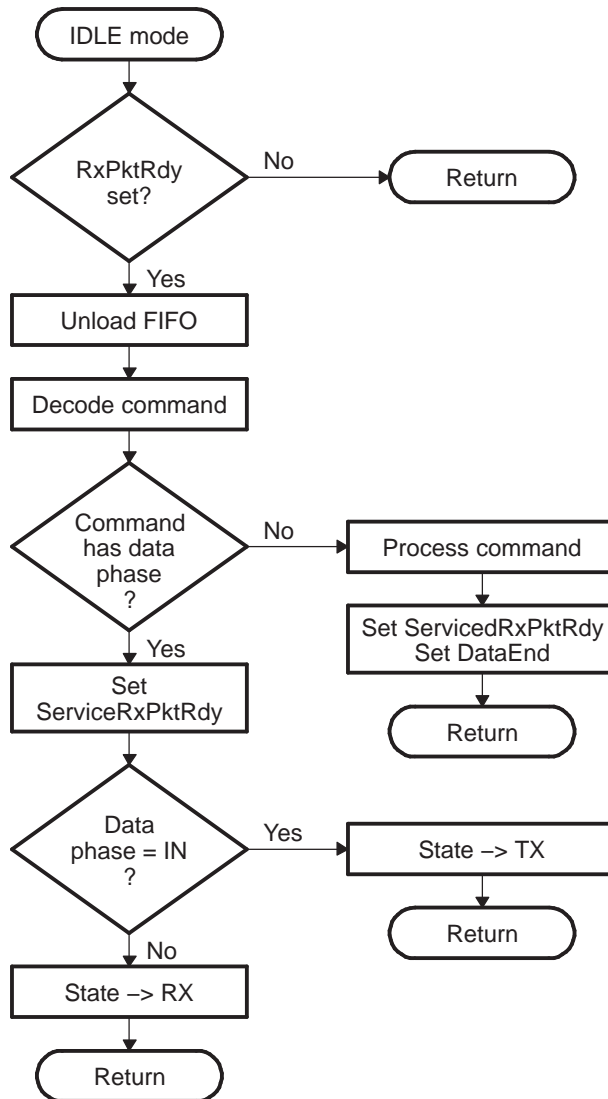 IDLE mode
RxPktRdy
set?
No
Return
Yes
Unload FIFO
Decode command
Command
has data
phase
?
No
Process command
Set ServicedRxPktRdy
Set DataEnd
Return
Yes
Set
ServiceRxPktRdy
Data
phase = IN
?
Yes
State –> TX
Return
No
State –> RX
Return